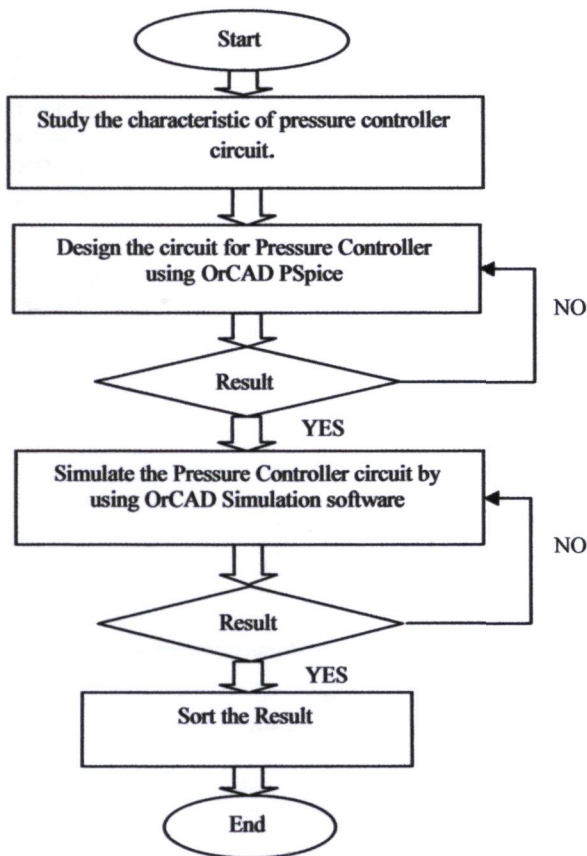 Start
Study the characteristic of pressure controller
circuit.
Design the circuit for Pressure Controller
using OrCAD PSpice
NO
Result
YES
Simulate the Pressure Controller circuit by
using OrCAD Simulation software
NO
Result
YES
Sort the Result
End